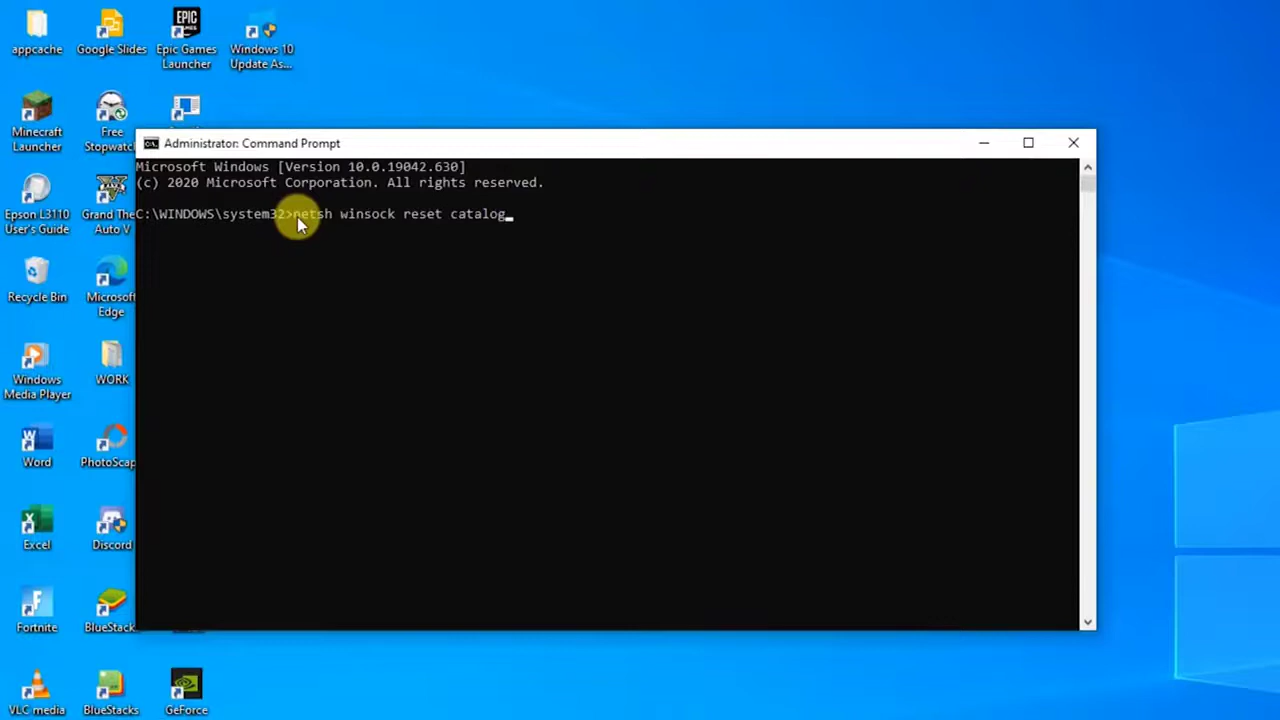 appcache
Google Slides
Epic Games
Launcher
Windows 10
Update As...
Minecraft
Launcher
Free
Stopwatc
Administrator: Command Prompt
Microsoft Windows [Version 10.0.19042.630]
(c) 2020 Microsoft Corporation. All rights reserved.
C:\WINDOWS\system32>netsh winsock reset catalog
Epson L3110
User's Guide
Grand The
Auto V
Recycle Bin
Microsoft
Edge
Windows
Media Player
WORK
Word
PhotoScap
Excel
Discord
Fortnite
BlueStack
VLC media
BlueStacks
GeForce